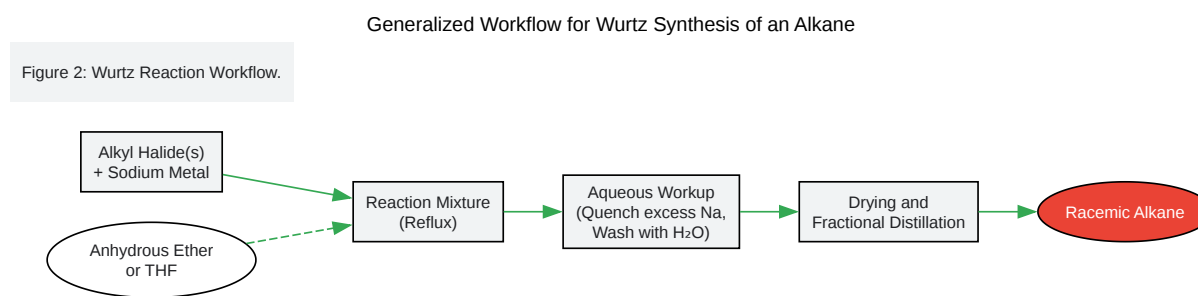 Generalized Workflow for Wurtz Synthesis of an Alkane
Figure 2: Wurtz Reaction Workflow.
Alkyl Halide(s)
+ Sodium Metal
Anhydrous Ether
or THF
Reaction Mixture
(Reflux)
Aqueous Workup
(Quench excess Na,
Wash with H₂O)
Drying and
Fractional Distillation
Racemic Alkane